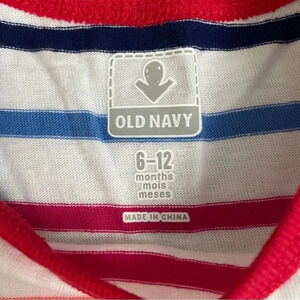 OLD NAVY
6-12
months
mois
meses
MADE IN CHINA